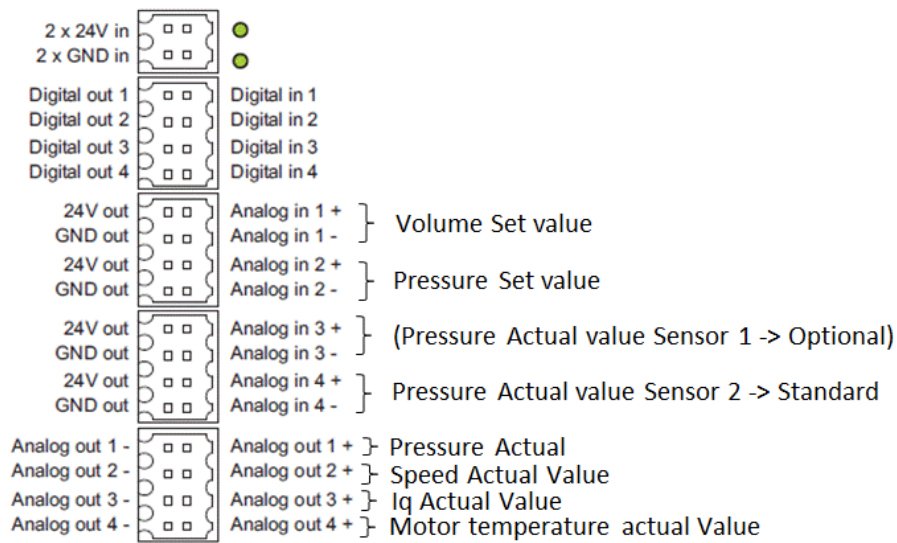 2 x 24V in
2 x GND in
Digital out 1 Digital in 1
Digital out 2 Digital in 2
Digital out 3 Digital in 3
Digital out 4 Digital in 4
24V out Analog in 1 +
GND out Analog in 1 -
Volume Set value
24V out Analog in 2 +
GND out Analog in 2 -
Pressure Set value
24V out Analog in 3 +
GND out Analog in 3 -
(Pressure Actual value Sensor 1 -> Optional)
24V out Analog in 4 +
GND out Analog in 4 -
Pressure Actual value Sensor 2 -> Standard
Analog out 1 - Analog out 1 + Pressure Actual
Analog out 2 - Analog out 2 + Speed Actual Value
Analog out 3 - Analog out 3 + Iq Actual Value
Analog out 4 - Analog out 4 + Motor temperature actual Value